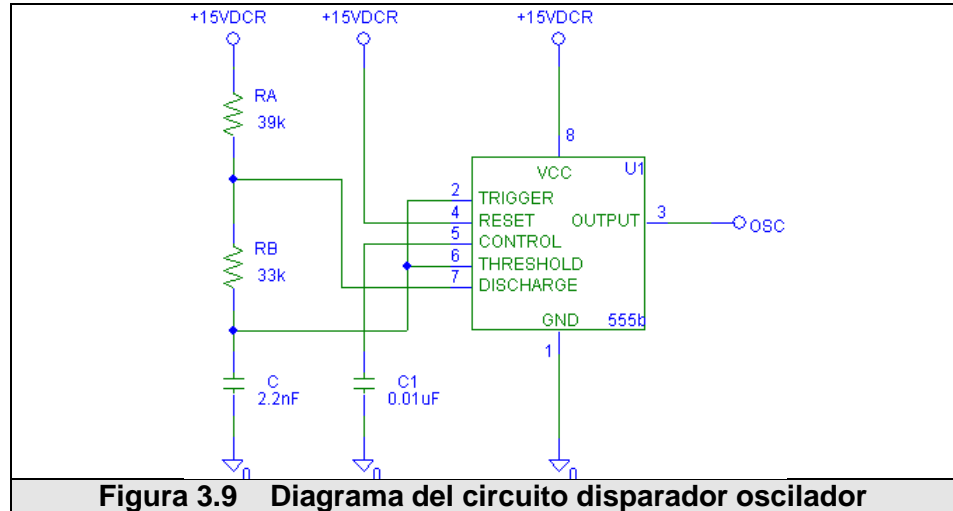 +15VDCR +15VDCR +15VDCR
RA
39k
8
VCC U1
2 TRIGGER
4 RESET OUTPUT 3 OSC
5 CONTROL
6 THRESHOLD
7 DISCHARGE
RB
33k
GND 555b
1
C
2.2nF
C1
0.01uF
0 0 0
Figura 3.9 Diagrama del circuito disparador oscilador